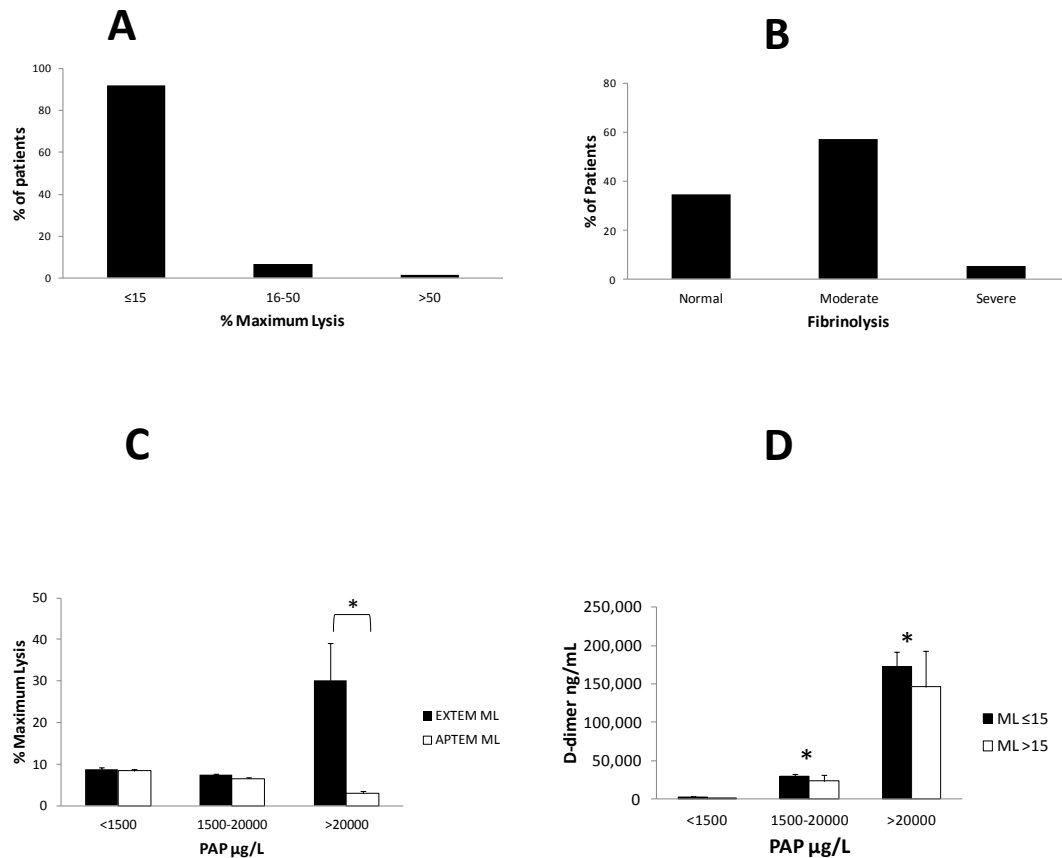 A
100
80
60
40
20
0
% of patients
≤15 16-50 >50
% Maximum Lysis
B
80
60
40
20
0
% of Patients
Normal Moderate Severe
Fibrinolysis
C
50
40
30
20
10
0
% Maximum Lysis
*
EXTEM ML
APTEM ML
<1500 1500-20000 >20000
PAP µg/L
D
250,000
200,000
150,000
100,000
50,000
0
D-dimer ng/mL
*
*
ML ≤15
ML >15
<1500 1500-20000 >20000
PAP µg/L